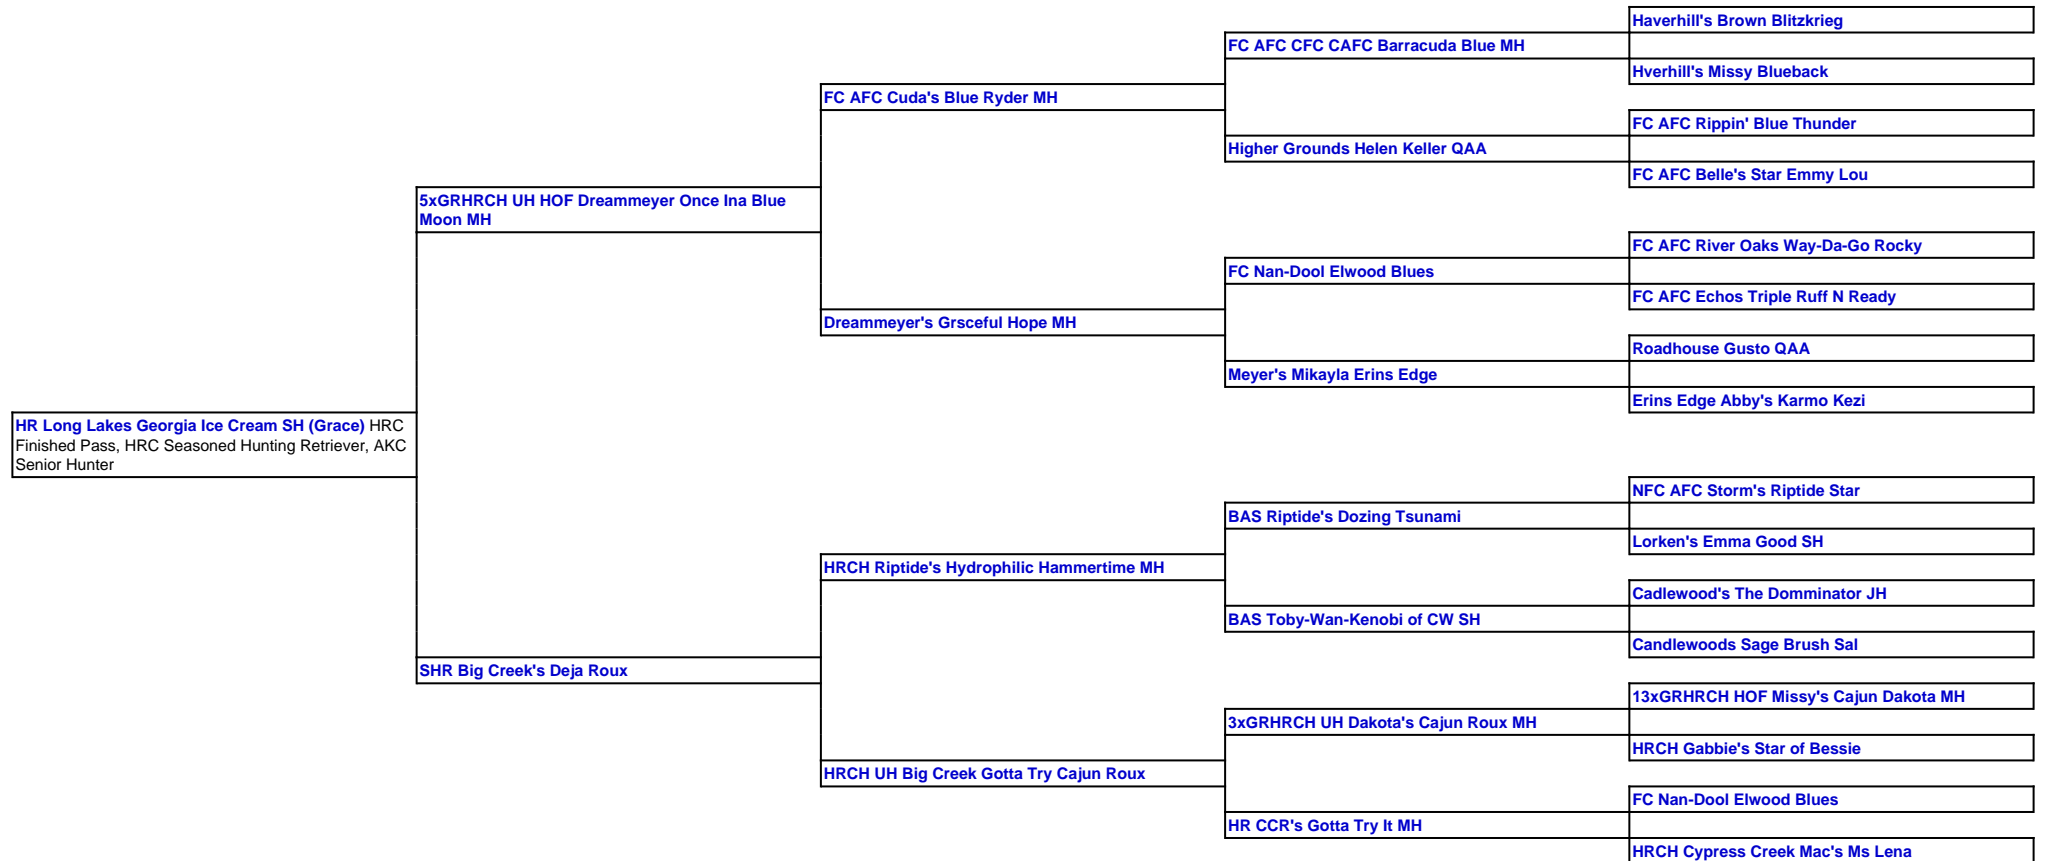 Haverhill's Brown Blitzkrieg
FC AFC CFC CAFC Barracuda Blue MH
Hverhill's Missy Blueback
FC AFC Cuda's Blue Ryder MH
FC AFC Rippin' Blue Thunder
Higher Grounds Helen Keller QAA
FC AFC Belle's Star Emmy Lou
5xGRHRCH UH HOF Dreammeyer Once Ina Blue
Moon MH
FC AFC River Oaks Way-Da-Go Rocky
FC Nan-Dool Elwood Blues
FC AFC Echos Triple Ruff N Ready
Dreammeyer's Grsceful Hope MH
Roadhouse Gusto QAA
Meyer's Mikayla Erins Edge
Erins Edge Abby's Karmo Kezi
HR Long Lakes Georgia Ice Cream SH (Grace) HRC
Finished Pass, HRC Seasoned Hunting Retriever, AKC
Senior Hunter
NFC AFC Storm's Riptide Star
BAS Riptide's Dozing Tsunami
Lorken's Emma Good SH
HRCH Riptide's Hydrophilic Hammertime MH
Cadlewood's The Domminator JH
BAS Toby-Wan-Kenobi of CW SH
Candlewoods Sage Brush Sal
SHR Big Creek's Deja Roux
13xGRHRCH HOF Missy's Cajun Dakota MH
3xGRHRCH UH Dakota's Cajun Roux MH
HRCH Gabbie's Star of Bessie
HRCH UH Big Creek Gotta Try Cajun Roux
FC Nan-Dool Elwood Blues
HR CCR's Gotta Try It MH
HRCH Cypress Creek Mac's Ms Lena